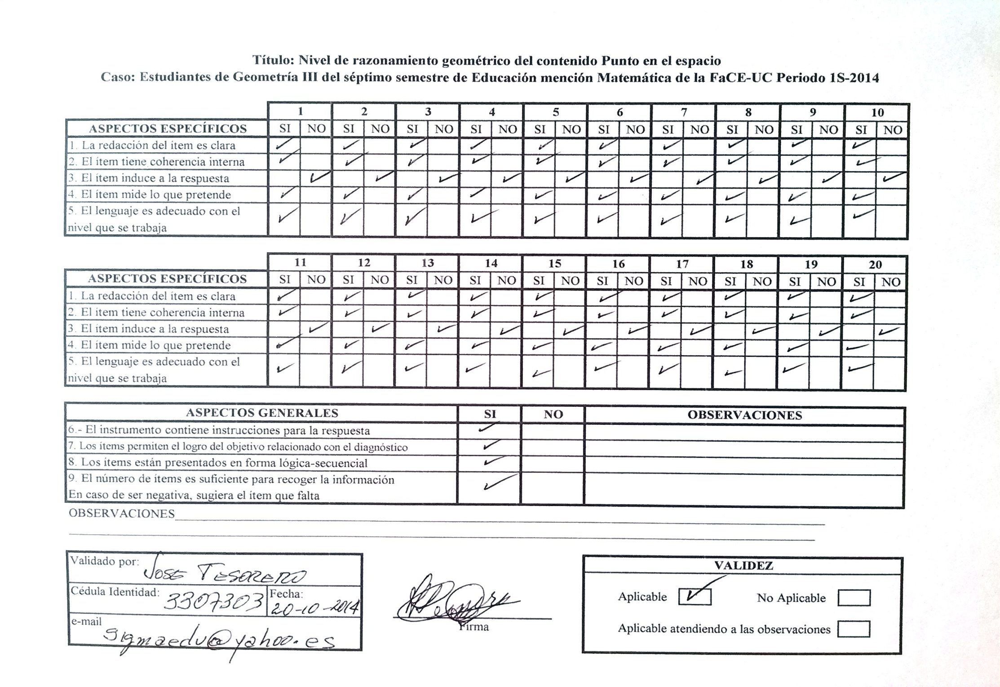 Título: Nivel de razonamiento geométrico del contenido Punto en el espacio
Caso: Estudiantes de Geometría III del séptimo semestre de Educación mención Matemática de la FaCE-UC Periodo 1S-2014
1 2 3 4 5 6 7 8 9 10
ASPECTOS ESPECÍFICOS SI NO SI NO SI NO SI NO SI NO SI NO SI NO SI NO SI NO SI NO
1. La redacción del ítem es clara ✓ ✓ ✓ ✓ ✓ ✓ ✓ ✓ ✓ ✓
2. El ítem tiene coherencia interna ✓ ✓ ✓ ✓ ✓ ✓ ✓ ✓ ✓ ✓
3. El ítem induce a la respuesta ✓ ✓ ✓ ✓ ✓ ✓ ✓ ✓ ✓ ✓
4. El ítem mide lo que pretende ✓ ✓ ✓ ✓ ✓ ✓ ✓ ✓ ✓ ✓
5. El lenguaje es adecuado con el
nivel que se trabaja ✓ ✓ ✓ ✓ ✓ ✓ ✓ ✓ ✓ ✓
11 12 13 14 15 16 17 18 19 20
ASPECTOS ESPECÍFICOS SI NO SI NO SI NO SI NO SI NO SI NO SI NO SI NO SI NO SI NO
1. La redacción del ítem es clara ✓ ✓ ✓ ✓ ✓ ✓ ✓ ✓ ✓ ✓
2. El ítem tiene coherencia interna ✓ ✓ ✓ ✓ ✓ ✓ ✓ ✓ ✓ ✓
3. El ítem induce a la respuesta ✓ ✓ ✓ ✓ ✓ ✓ ✓ ✓ ✓ ✓
4. El ítem mide lo que pretende ✓ ✓ ✓ ✓ ✓ ✓ ✓ ✓ ✓ ✓
5. El lenguaje es adecuado con el
nivel que se trabaja ✓ ✓ ✓ ✓ ✓ ✓ ✓ ✓ ✓ ✓
ASPECTOS GENERALES SI NO OBSERVACIONES
6.- El instrumento contiene instrucciones para la respuesta ✓
7. Los ítems permiten el logro del objetivo relacionado con el diagnóstico ✓
8. Los ítems están presentados en forma lógica-secuencial ✓
9. El número de ítems es suficiente para recoger la información ✓
En caso de ser negativa, sugiera el ítem que falta
OBSERVACIONES
Validado por: JOSE TESORERO
Cédula Identidad: 3307303 Fecha: 20-10-2014
e-mail sigmaedu@yahoo.es
Firma
VALIDEZ
Aplicable ✓ No Aplicable
Aplicable atendiendo a las observaciones